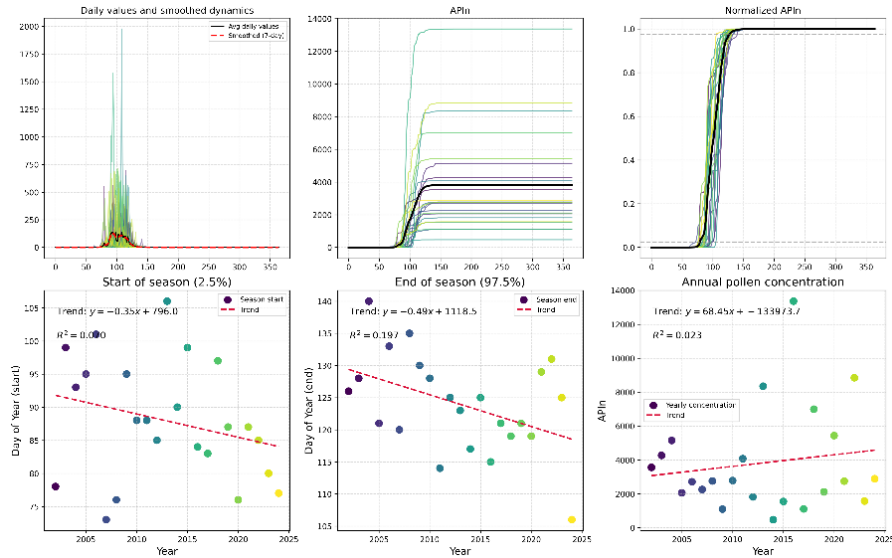 Daily values and smoothed dynamics
Avg daily values
Smoothed (7-day)
2000
1750
1500
1250
1000
750
500
250
0
0 50 100 150 200 250 300 350
APIn
14000
12000
10000
8000
6000
4000
2000
0
0 50 100 150 200 250 300 350
Normalized APIn
1.0
0.8
0.6
0.4
0.2
0.0
0 50 100 150 200 250 300 350
Start of season (2.5%)
Trend: y = −0.35x + 796.0
Season start
Trend
105
100
95
90
85
80
75
Day of Year (start)
2005 2010 2015 2020 2025
Year
End of season (97.5%)
Trend: y = −0.49x + 1118.5
R² = 0.197
Season end
Trend
140
135
130
125
120
115
110
105
Day of Year (end)
2005 2010 2015 2020 2025
Year
Annual pollen concentration
Trend: y = 68.45x + −133973.7
R² = 0.023
Yearly concentration
Trend
14000
12000
10000
8000
6000
4000
2000
0
APIn
2005 2010 2015 2020 2025
Year